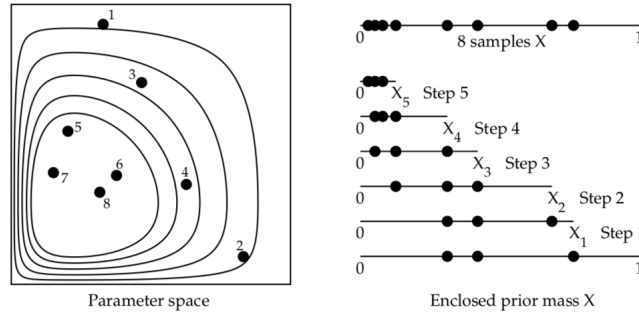 1
3
5
6
7
4
8
2
Parameter space
0 8 samples X 1
0 X5 Step 5
0 X4 Step 4
0 X3 Step 3
0 X2 Step 2
0 X1 Step 1
0 1
Enclosed prior mass X